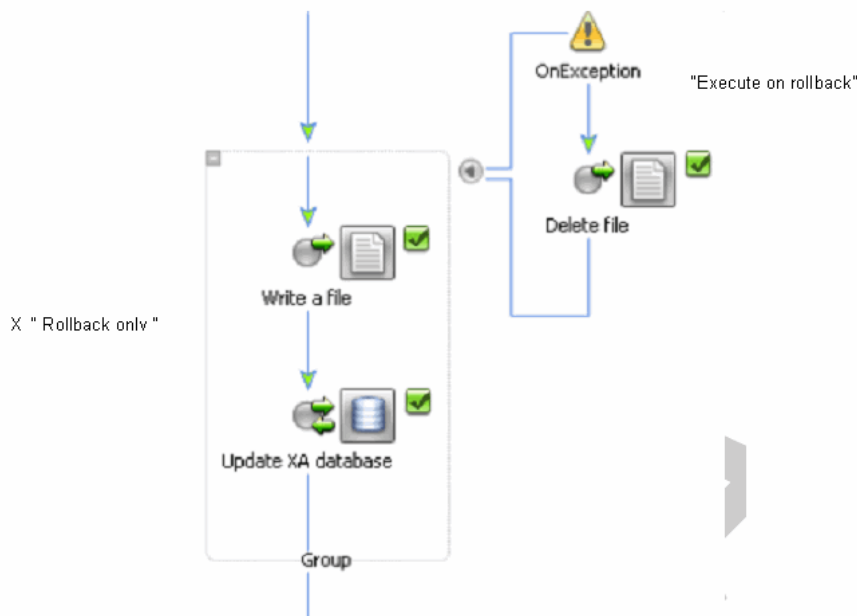 OnException
"Execute on rollback"
Delete file
Write a file
X " Rollback only "
Update XA database
Group